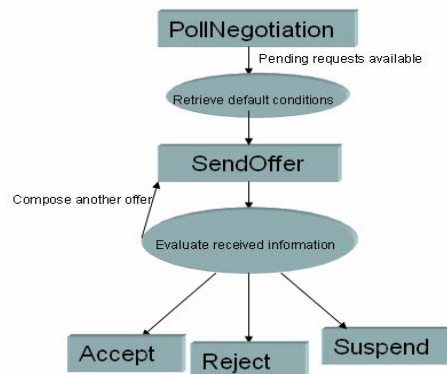 PollNegotiation
Pending requests available
Retrieve default conditions
SendOffer
Compose another offer
Evaluate received information
Accept
Reject
Suspend